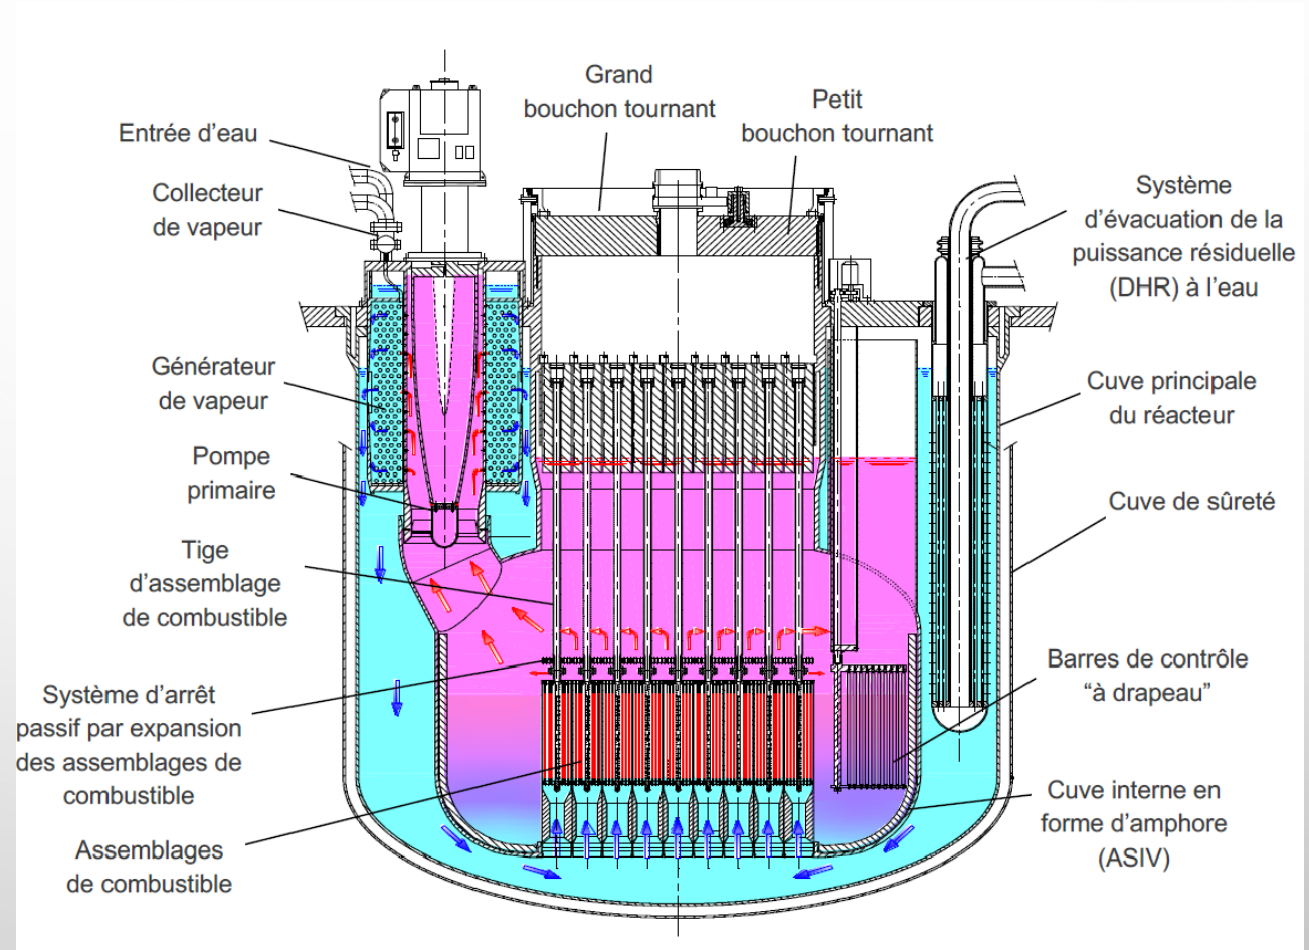 Grand
bouchon tournant
Petit
bouchon tournant
Entrée d’eau
Collecteur
de vapeur
Générateur
de vapeur
Pompe
primaire
Tige
d’assemblage
de combustible
Système d’arrêt
passif par expansion
des assemblages de
combustible
Assemblages
de combustible
Système
d’évacuation de la
puissance résiduelle
(DHR) à l’eau
Cuve principale
du réacteur
Cuve de sûreté
Barres de contrôle
“à drapeau”
Cuve interne en
forme d’amphore
(ASIV)